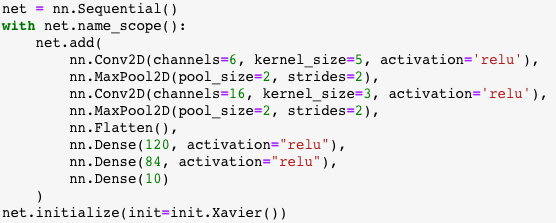 net = nn.Sequential()
with net.name_scope():
    net.add(
        nn.Conv2D(channels=6, kernel_size=5, activation='relu'),
        nn.MaxPool2D(pool_size=2, strides=2),
        nn.Conv2D(channels=16, kernel_size=3, activation='relu'),
        nn.MaxPool2D(pool_size=2, strides=2),
        nn.Flatten(),
        nn.Dense(120, activation="relu"),
        nn.Dense(84, activation="relu"),
        nn.Dense(10)
    )
net.initialize(init=init.Xavier())